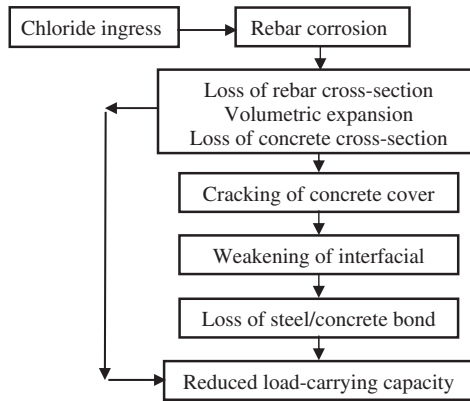 Chloride ingress
Rebar corrosion
Loss of rebar cross-section
Volumetric expansion
Loss of concrete cross-section
Cracking of concrete cover
Weakening of interfacial
Loss of steel/concrete bond
Reduced load-carrying capacity